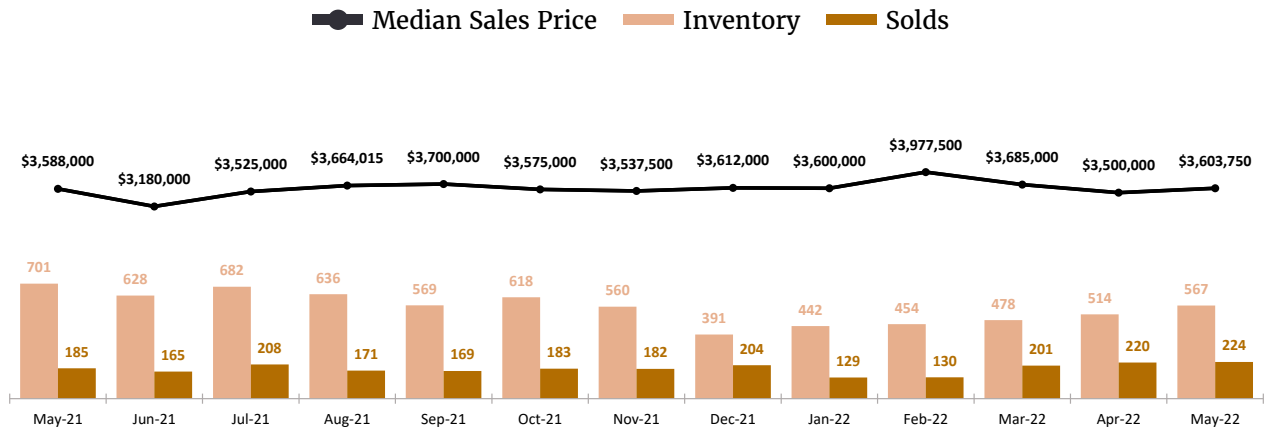 Median Sales Price Inventory Solds
$3,588,000 $3,180,000 $3,525,000 $3,664,015 $3,700,000 $3,575,000 $3,537,500 $3,612,000 $3,600,000 $3,977,500 $3,685,000 $3,500,000 $3,603,750
701 628 682 636 569 618 560 391 442 454 478 514 567
185 165 208 171 169 183 182 204 129 130 201 220 224
May-21 Jun-21 Jul-21 Aug-21 Sep-21 Oct-21 Nov-21 Dec-21 Jan-22 Feb-22 Mar-22 Apr-22 May-22